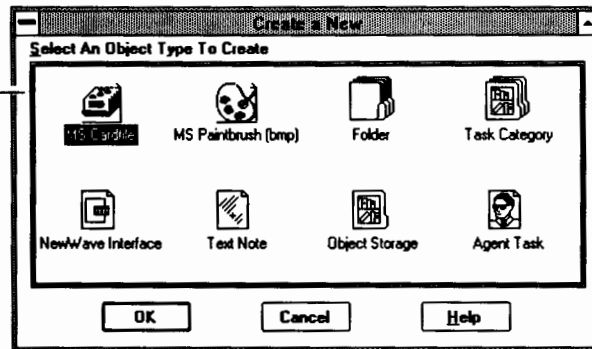 Create a New
Select An Object Type To Create
MS Cardfile
MS Paintbrush (bmp)
Folder
Task Category
NewWave Interface
Text Note
Object Storage
Agent Task
OK
Cancel
Help